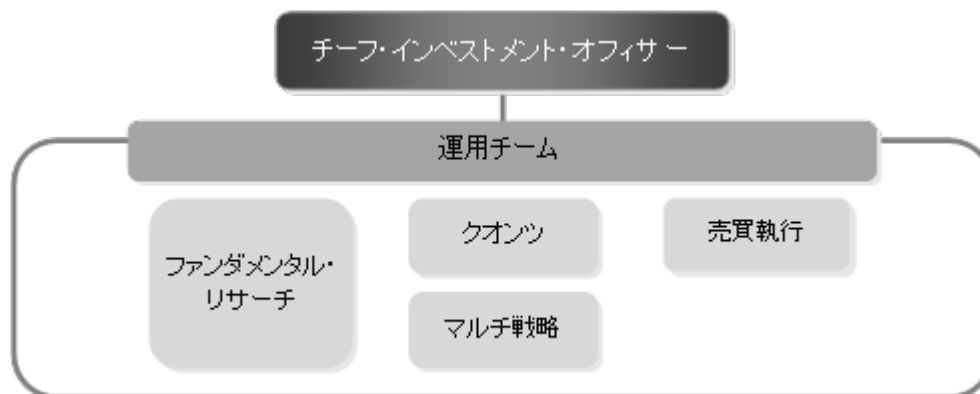 チーフ・インベストメント・オフィサー
運用チーム
ファンダメンタル・
リサーチ
クオンツ
マルチ戦略
売買執行